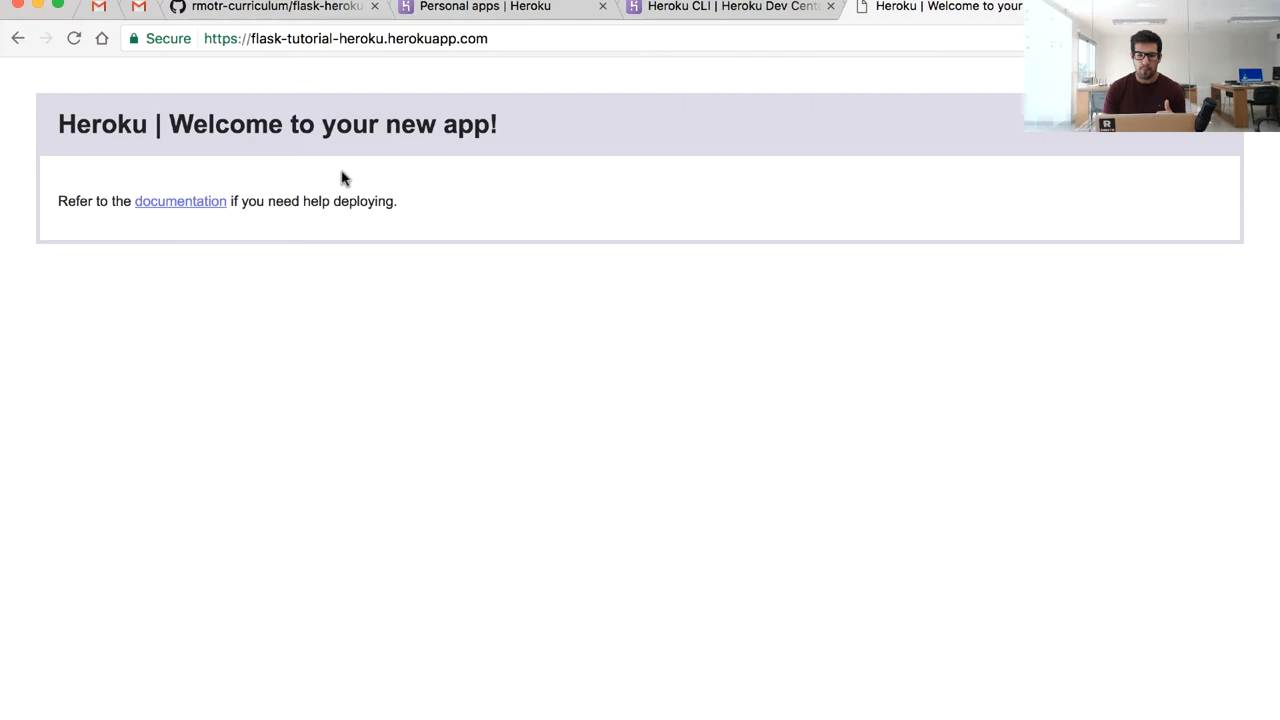 rmotr-curriculum/flask-heroku
Personal apps | Heroku
Heroku CLI | Heroku Dev Cent
Heroku | Welcome to your
Secure https://flask-tutorial-heroku.herokuapp.com
Heroku | Welcome to your new app!
Refer to the documentation if you need help deploying.